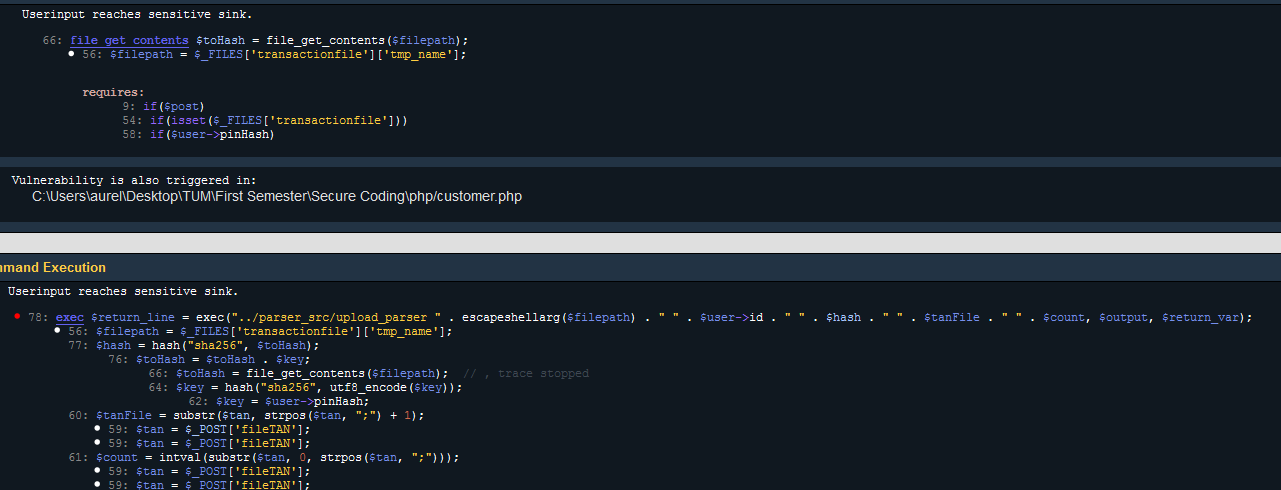 Userinput reaches sensitive sink.
66: file_get_contents $toHash = file_get_contents($filepath);
56: $filepath = $_FILES['transactionfile']['tmp_name'];
requires:
9: if($post)
54: if(isset($_FILES['transactionfile']))
58: if($user->pinHash)
Vulnerability is also triggered in:
C:\Users\aurel\Desktop\TUM\First Semester\Secure Coding\php/customer.php
mmand Execution
Userinput reaches sensitive sink.
78: exec $return_line = exec("../parser_src/upload_parser " . escapeshellarg($filepath) . " " . $user->id . " " . $hash . " " . $tanFile . " " . $count, $output, $return_var);
56: $filepath = $_FILES['transactionfile']['tmp_name'];
77: $hash = hash("sha256", $toHash);
76: $toHash = $toHash . $key;
66: $toHash = file_get_contents($filepath); // , trace stopped
64: $key = hash("sha256", utf8_encode($key));
62: $key = $user->pinHash;
60: $tanFile = substr($tan, strpos($tan, ";") + 1);
59: $tan = $_POST['fileTAN'];
59: $tan = $_POST['fileTAN'];
61: $count = intval(substr($tan, 0, strpos($tan, ";")));
59: $tan = $_POST['fileTAN'];
59: $tan = $_POST['fileTAN'];